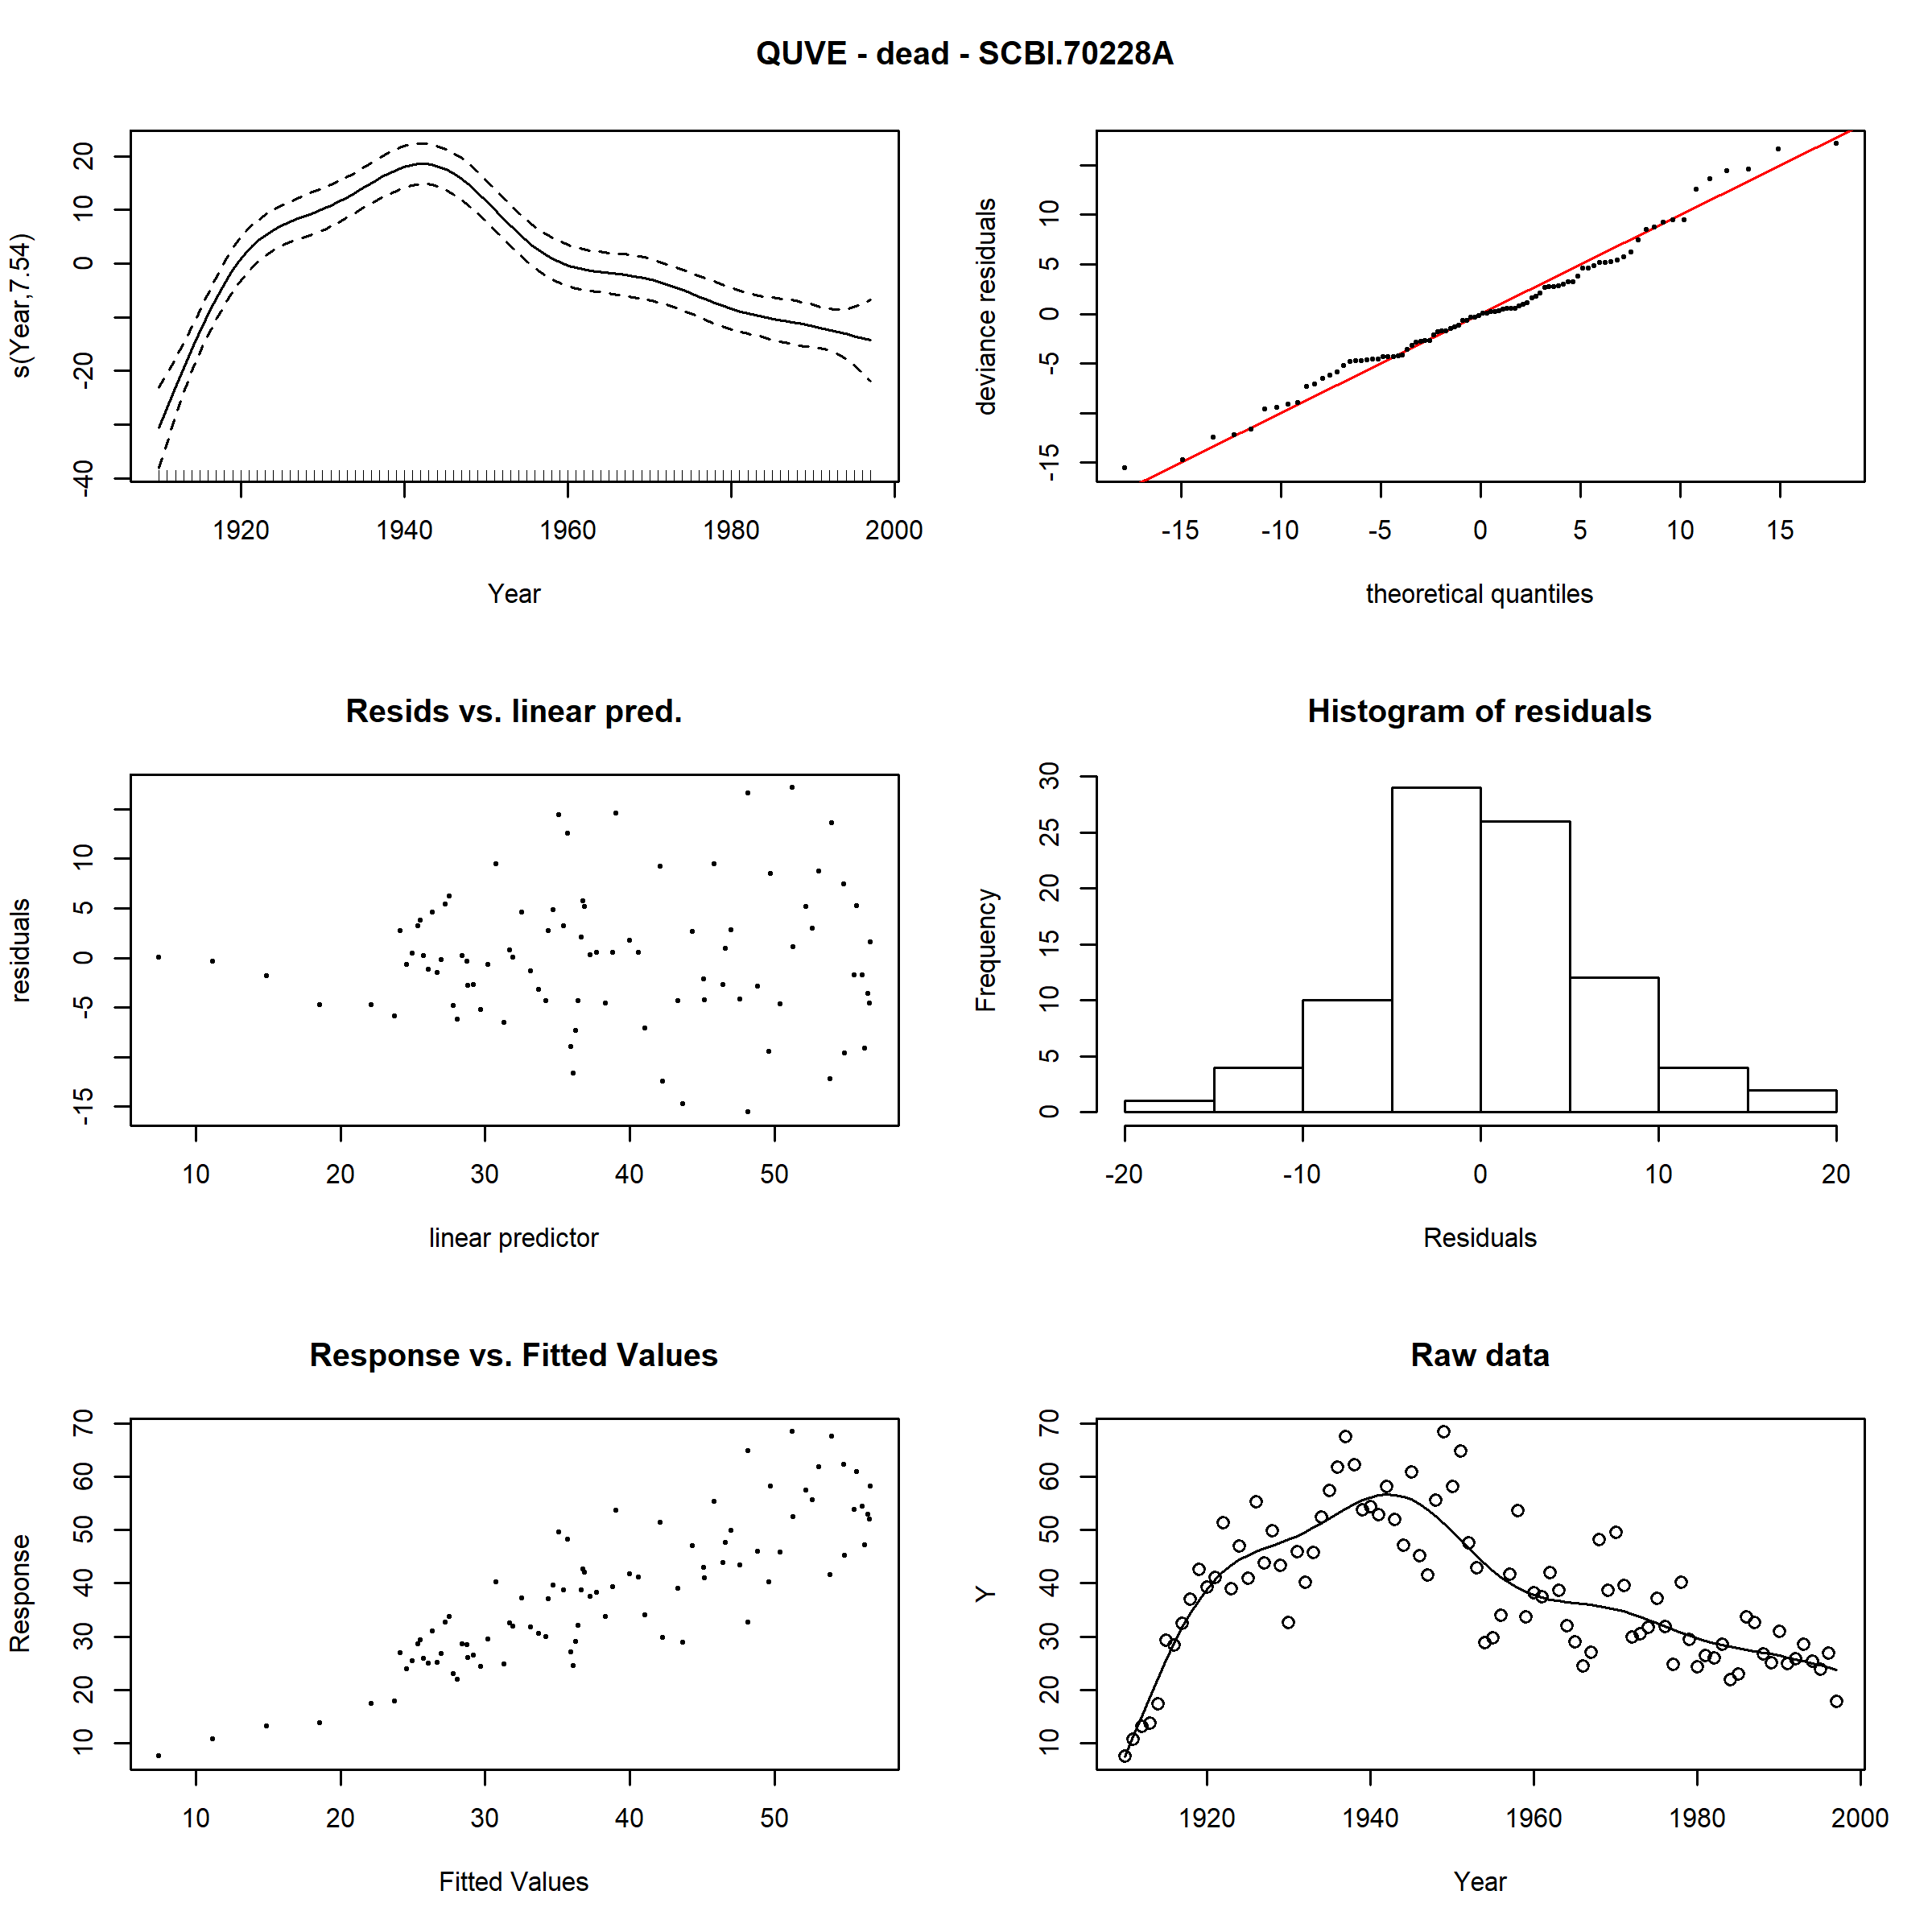 QUVE - dead - SCBI.70228A
s(Year,7.54)
20
10
0
-20
-40
1920 1940 1960 1980 2000
Year
deviance residuals
10
5
0
-5
-15
-15 -10 -5 0 5 10 15
theoretical quantiles
Resids vs. linear pred.
residuals
10
5
0
-5
-15
10 20 30 40 50
linear predictor
Histogram of residuals
Frequency
30
25
20
15
10
5
0
-20 -10 0 10 20
Residuals
Response vs. Fitted Values
Response
70
60
50
40
30
20
10
10 20 30 40 50
Fitted Values
Raw data
Y
70
60
50
40
30
20
10
1920 1940 1960 1980 2000
Year